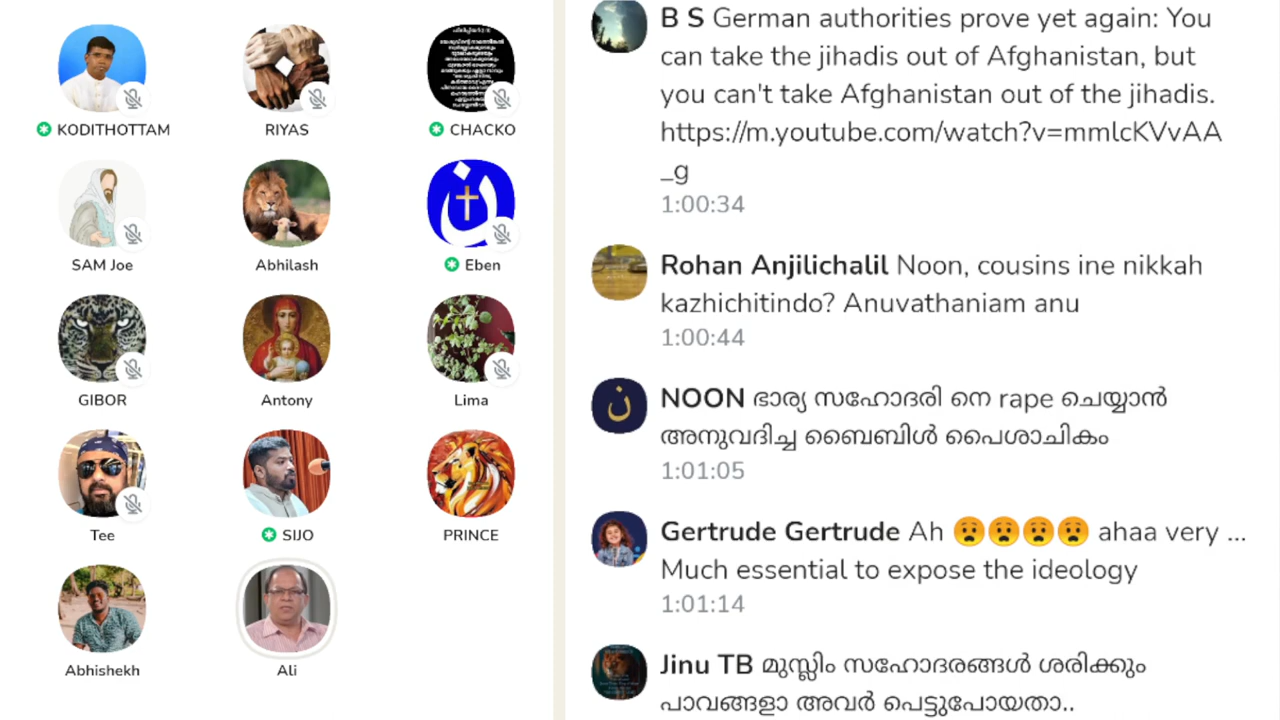 KODITHOTTAM
RIYAS
CHACKO
SAM Joe
Abhilash
Eben
GIBOR
Antony
Lima
Tee
SIJO
PRINCE
Abhishekh
Ali
B S German authorities prove yet again: You
can take the jihadis out of Afghanistan, but
you can't take Afghanistan out of the jihadis.
https://m.youtube.com/watch?v=mmlcKVvAA
_g
1:00:34
Rohan Anjilichalil Noon, cousins ine nikkah
kazhichitindo? Anuvathaniam anu
1:00:44
NOON ഭാര്യ സഹോദരി നെ rape ചെയ്യാൻ
അനുവദിച്ച ബൈബിൾ പൈശാചികം
1:01:05
Gertrude Gertrude Ah 😧😧😧😧 ahaa very ...
Much essential to expose the ideology
1:01:14
Jinu TB മുസ്ലിം സഹോദരങ്ങൾ ശരിക്കും
പാവങ്ങളാ അവർ പെട്ടുപോയതാ..